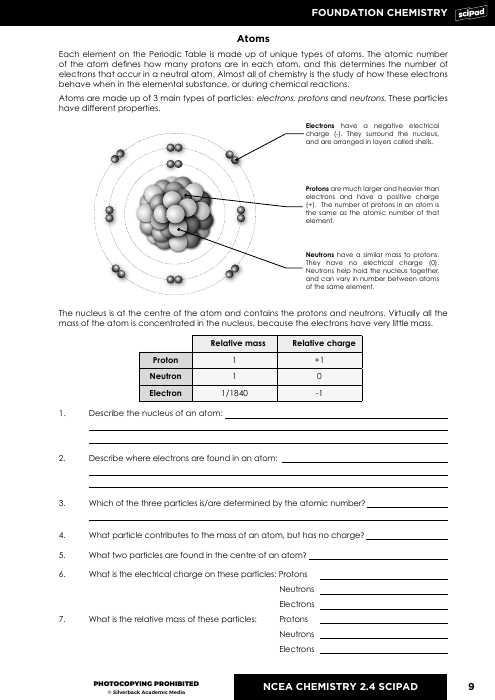 FOUNDATION CHEMISTRY scipad
Atoms
Each element on the Periodic Table is made up of unique types of atoms. The atomic number
of the atom defines how many protons are in each atom, and this determines the number of
electrons that occur in a neutral atom. Almost all of chemistry is the study of how these electrons
behave when in the elemental substance, or during chemical reactions.
Atoms are made up of 3 main types of particles: electrons, protons and neutrons. These particles
have different properties.
Electrons have a negative electrical
charge (-). They surround the nucleus,
and are arranged in layers called shells.
Protons are much larger and heavier than
electrons and have a positive charge
(+). The number of protons in an atom is
the same as the atomic number of that
element.
Neutrons have a similar mass to protons.
They have no electrical charge (0).
Neutrons help hold the nucleus together,
and can vary in number between atoms
of the same element.
The nucleus is at the centre of the atom and contains the protons and neutrons. Virtually all the
mass of the atom is concentrated in the nucleus, because the electrons have very little mass.
Relative mass Relative charge
Proton 1 +1
Neutron 1 0
Electron 1/1840 -1
1. Describe the nucleus of an atom:
2. Describe where electrons are found in an atom:
3. Which of the three particles is/are determined by the atomic number?
4. What particle contributes to the mass of an atom, but has no charge?
5. What two particles are found in the centre of an atom?
6. What is the electrical charge on these particles: Protons
Neutrons
Electrons
7. What is the relative mass of these particles: Protons
Neutrons
Electrons
PHOTOCOPYING PROHIBITED
© Silverback Academic Media
NCEA CHEMISTRY 2.4 SCIPAD 9